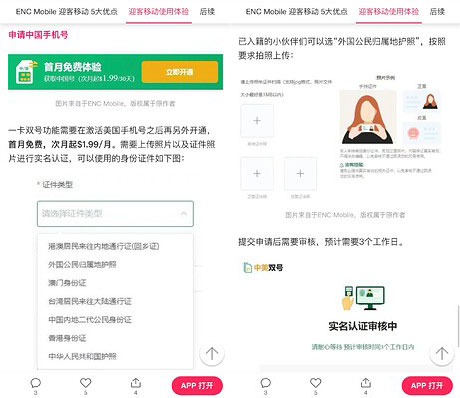 ENC Mobile 迎客移动 5大优点 迎客移动使用体验 后续
申请中国手机号
首月免费体验
获取中国号 (次月起$1.99/30天)
立即开通
图片来自于ENC Mobile，版权属于原作者
一卡双号功能需要在激活美国手机号之后再另外开通，
首月免费，次月起$1.99/月。需要上传照片以及证件照
片进行实名认证，可以使用的身份证件如下图：
* 证件类型
请选择证件类型
港澳居民来往内地通行证(回乡证)
外国公民归属地护照
澳门身份证
台湾居民来往大陆通行证
中国内地二代公民身份证
香港身份证
中华人民共和国护照
3 5 4 APP 打开
ENC Mobile 迎客移动 5大优点 迎客移动使用体验 后续
已入籍的小伙伴们可以选“外国公民归属地护照”，按照
要求拍照上传：
照片示例
手持证件
正面
图片来自于ENC Mobile，版权属于原作者
提交申请后需要审核，预计需要3个工作日。
中美双号
实名认证审核中
请耐心等待 预计审核时间3个工作日内
3 5 4 APP 打开